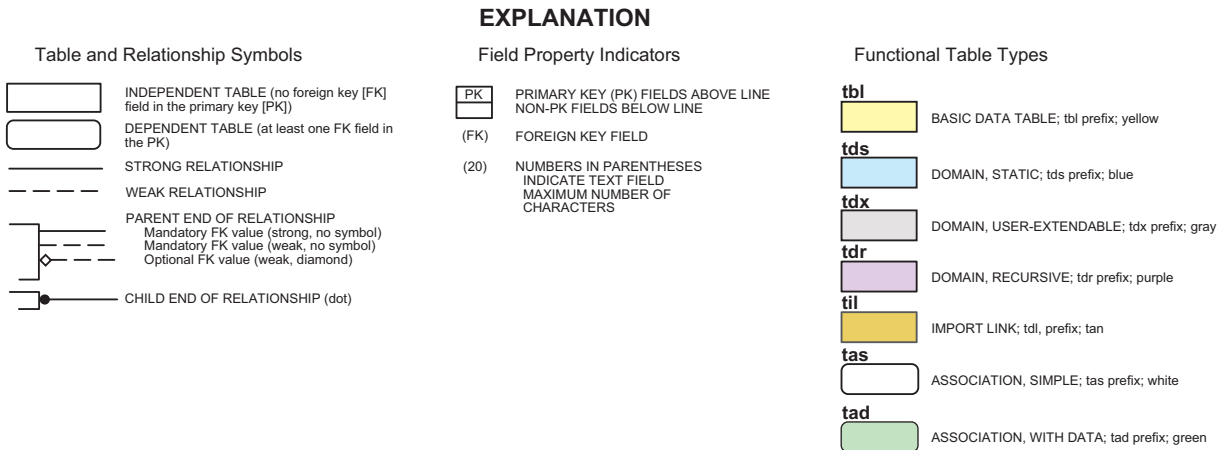 EXPLANATION
Table and Relationship Symbols
INDEPENDENT TABLE (no foreign key [FK]
field in the primary key [PK])
DEPENDENT TABLE (at least one FK field in
the PK)
STRONG RELATIONSHIP
WEAK RELATIONSHIP
PARENT END OF RELATIONSHIP
Mandatory FK value (strong, no symbol)
Mandatory FK value (weak, no symbol)
Optional FK value (weak, diamond)
CHILD END OF RELATIONSHIP (dot)
Field Property Indicators
PK
PRIMARY KEY (PK) FIELDS ABOVE LINE
NON-PK FIELDS BELOW LINE
(FK) FOREIGN KEY FIELD
(20) NUMBERS IN PARENTHESES
INDICATE TEXT FIELD
MAXIMUM NUMBER OF
CHARACTERS
Functional Table Types
tbl
BASIC DATA TABLE; tbl prefix; yellow
tds
DOMAIN, STATIC; tds prefix; blue
tdx
DOMAIN, USER-EXTENDABLE; tdx prefix; gray
tdr
DOMAIN, RECURSIVE; tdr prefix; purple
til
IMPORT LINK; tdl, prefix; tan
tas
ASSOCIATION, SIMPLE; tas prefix; white
tad
ASSOCIATION, WITH DATA; tad prefix; green